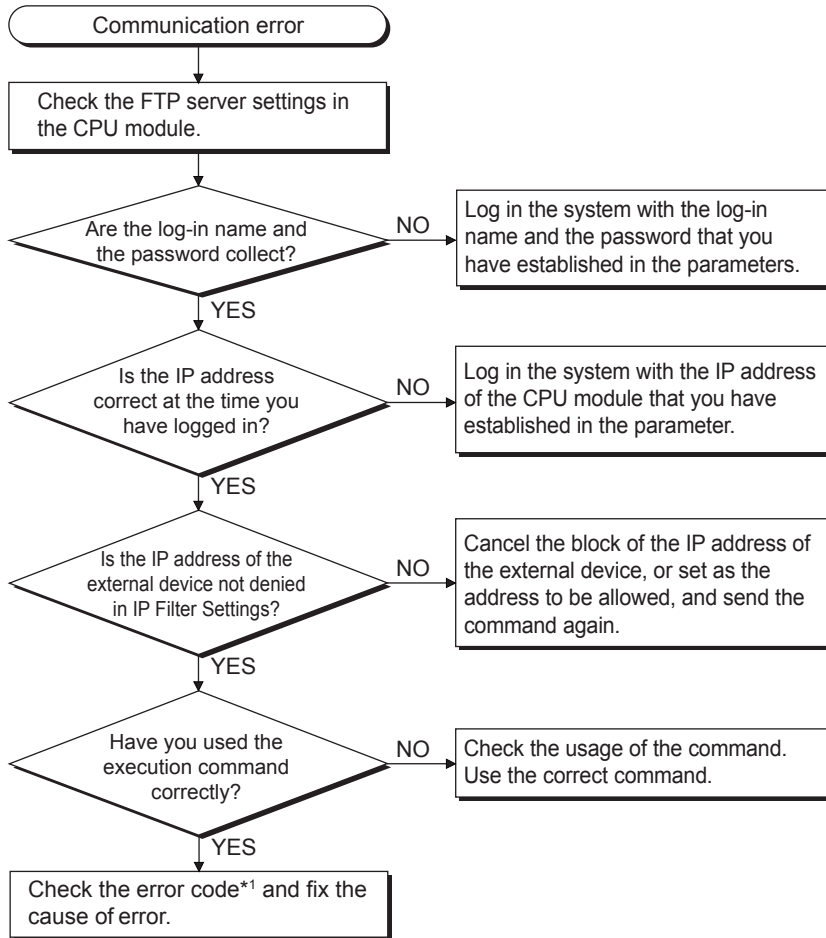 Communication error
Check the FTP server settings in
the CPU module.
Are the log-in name and
the password collect?
NO
Log in the system with the log-in
name and the password that you
have established in the parameters.
YES
Is the IP address
correct at the time you
have logged in?
NO
Log in the system with the IP address
of the CPU module that you have
established in the parameter.
YES
Is the IP address of the
external device not denied
in IP Filter Settings?
NO
Cancel the block of the IP address of
the external device, or set as the
address to be allowed, and send the
command again.
YES
Have you used the
execution command
correctly?
NO
Check the usage of the command.
Use the correct command.
YES
Check the error code*1 and fix the
cause of error.